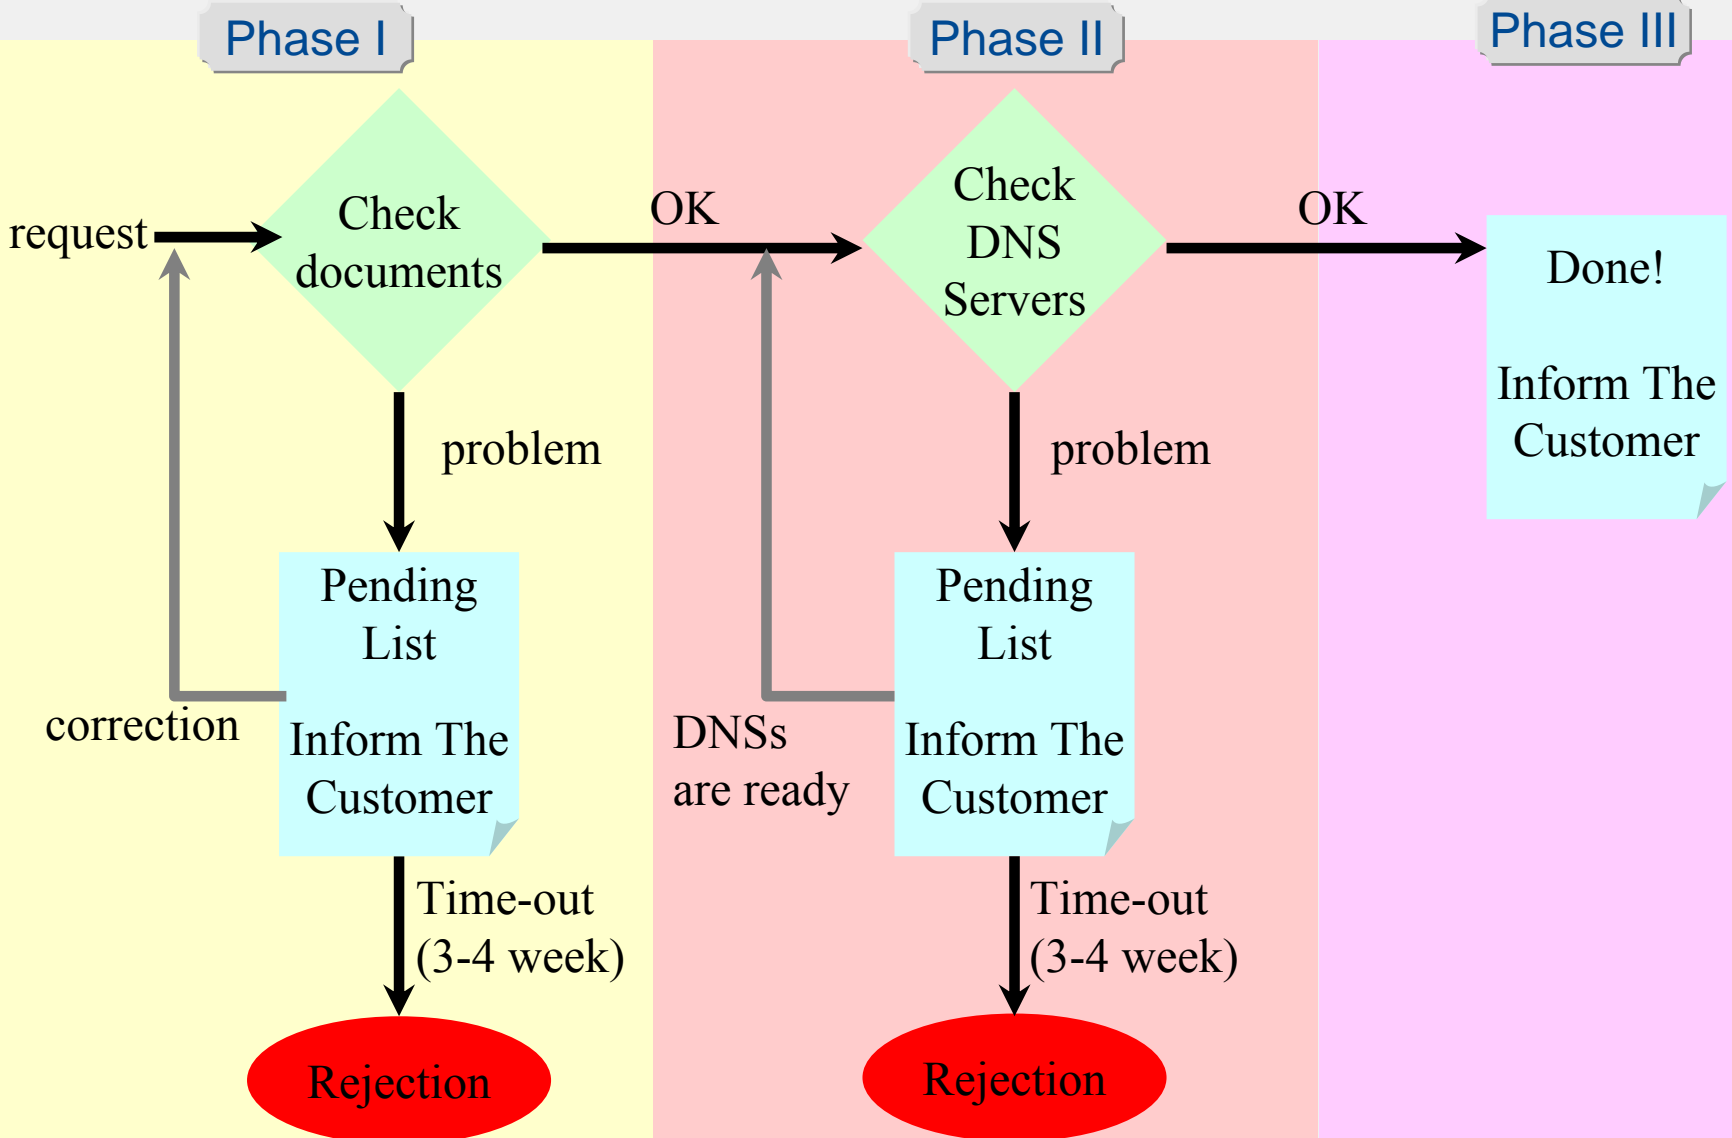 Phase I
Phase II
Phase III
request
Check
documents
OK
Check
DNS
Servers
OK
Done!
Inform The
Customer
problem
problem
Pending
List
Inform The
Customer
correction
Pending
List
Inform The
Customer
DNSs
are ready
Time-out
(3-4 week)
Time-out
(3-4 week)
Rejection
Rejection